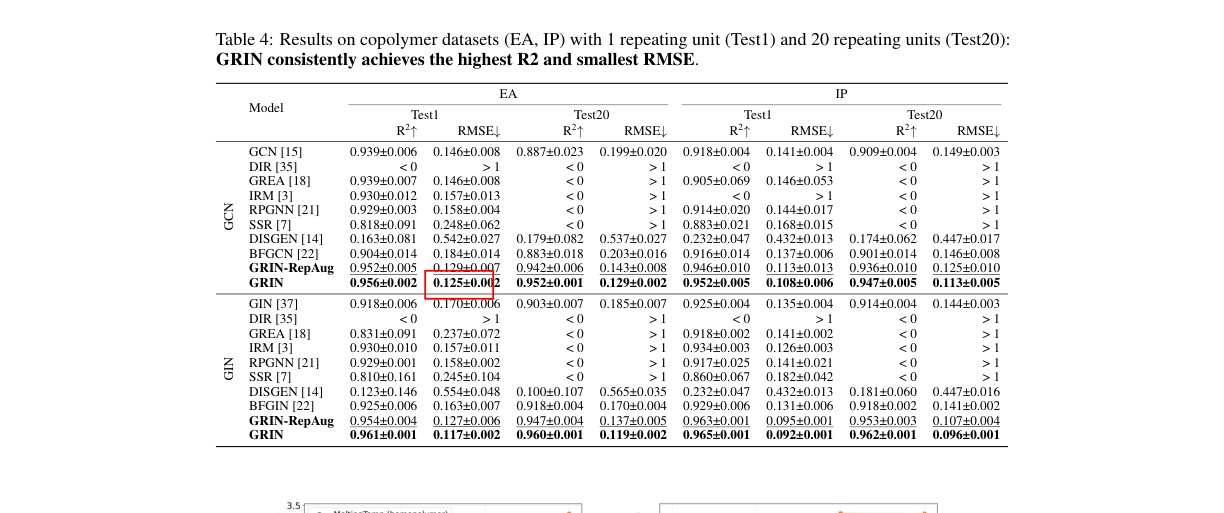 Table 4: Results on copolymer datasets (EA, IP) with 1 repeating unit (Test1) and 20 repeating units (Test20):
GRIN consistently achieves the highest R2 and smallest RMSE.
Model EA IP
Test1 Test20 Test1 Test20
R²↑ RMSE↓ R²↑ RMSE↓ R²↑ RMSE↓ R²↑ RMSE↓
GCN
GCN [15] 0.939±0.006 0.146±0.008 0.887±0.023 0.199±0.020 0.918±0.004 0.141±0.004 0.909±0.004 0.149±0.003
DIR [35] < 0 > 1 < 0 > 1 < 0 > 1 < 0 > 1
GREA [18] 0.939±0.007 0.146±0.008 < 0 > 1 0.905±0.069 0.146±0.053 < 0 > 1
IRM [3] 0.930±0.012 0.157±0.013 < 0 > 1 < 0 > 1 < 0 > 1
RPGNN [21] 0.929±0.003 0.158±0.004 < 0 > 1 0.914±0.020 0.144±0.017 < 0 > 1
SSR [7] 0.818±0.091 0.248±0.062 < 0 > 1 0.883±0.021 0.168±0.015 < 0 > 1
DISGEN [14] 0.163±0.081 0.542±0.027 0.179±0.082 0.537±0.027 0.232±0.047 0.432±0.013 0.174±0.062 0.447±0.017
BFGCN [22] 0.904±0.014 0.184±0.014 0.883±0.018 0.203±0.016 0.916±0.014 0.137±0.006 0.901±0.014 0.146±0.008
GRIN-RepAug 0.952±0.005 0.129±0.007 0.942±0.006 0.143±0.008 0.946±0.010 0.113±0.013 0.936±0.010 0.125±0.010
GRIN 0.956±0.002 0.125±0.002 0.952±0.001 0.129±0.002 0.952±0.005 0.108±0.006 0.947±0.005 0.113±0.005
GIN
GIN [37] 0.918±0.006 0.170±0.006 0.903±0.007 0.185±0.007 0.925±0.004 0.135±0.004 0.914±0.004 0.144±0.003
DIR [35] < 0 > 1 < 0 > 1 < 0 > 1 < 0 > 1
GREA [18] 0.831±0.091 0.237±0.072 < 0 > 1 0.918±0.002 0.141±0.002 < 0 > 1
IRM [3] 0.930±0.010 0.157±0.011 < 0 > 1 0.934±0.003 0.126±0.003 < 0 > 1
RPGNN [21] 0.929±0.001 0.158±0.002 < 0 > 1 0.917±0.025 0.141±0.021 < 0 > 1
SSR [7] 0.810±0.161 0.245±0.104 < 0 > 1 0.860±0.067 0.182±0.042 < 0 > 1
DISGEN [14] 0.123±0.146 0.554±0.048 0.100±0.107 0.565±0.035 0.232±0.047 0.432±0.013 0.181±0.060 0.447±0.016
BFGIN [22] 0.925±0.006 0.163±0.007 0.918±0.004 0.170±0.004 0.929±0.006 0.131±0.006 0.918±0.002 0.141±0.002
GRIN-RepAug 0.954±0.004 0.127±0.006 0.947±0.004 0.137±0.005 0.963±0.001 0.095±0.001 0.953±0.003 0.107±0.004
GRIN 0.961±0.001 0.117±0.002 0.960±0.001 0.119±0.002 0.965±0.001 0.092±0.001 0.962±0.001 0.096±0.001
3.5